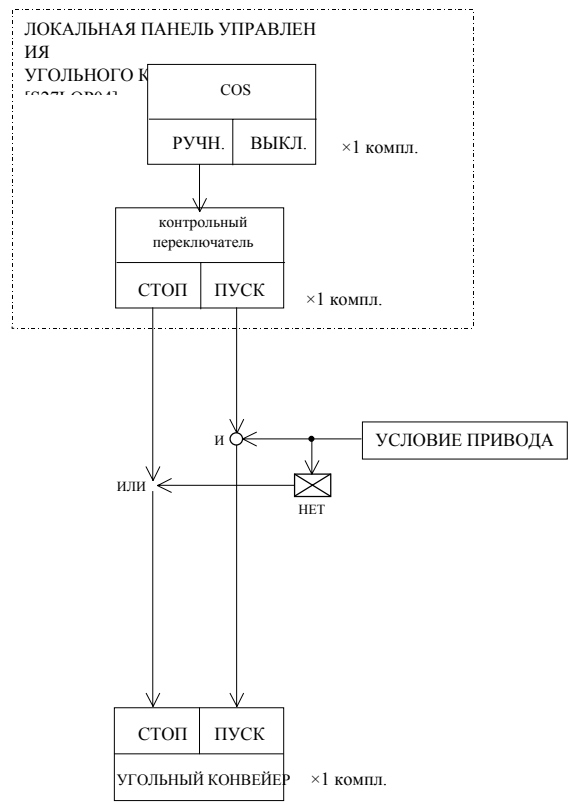 ЛОКАЛЬНАЯ ПАНЕЛЬ УПРАВЛЕН
ИЯ
УГОЛЬНОГО К
COS
РУЧН. ВЫКЛ. ×1 компл.
контрольный
переключатель
СТОП ПУСК ×1 компл.
И УСЛОВИЕ ПРИВОДА
ИЛИ
НЕТ
СТОП ПУСК
УГОЛЬНЫЙ КОНВЕЙЕР ×1 компл.